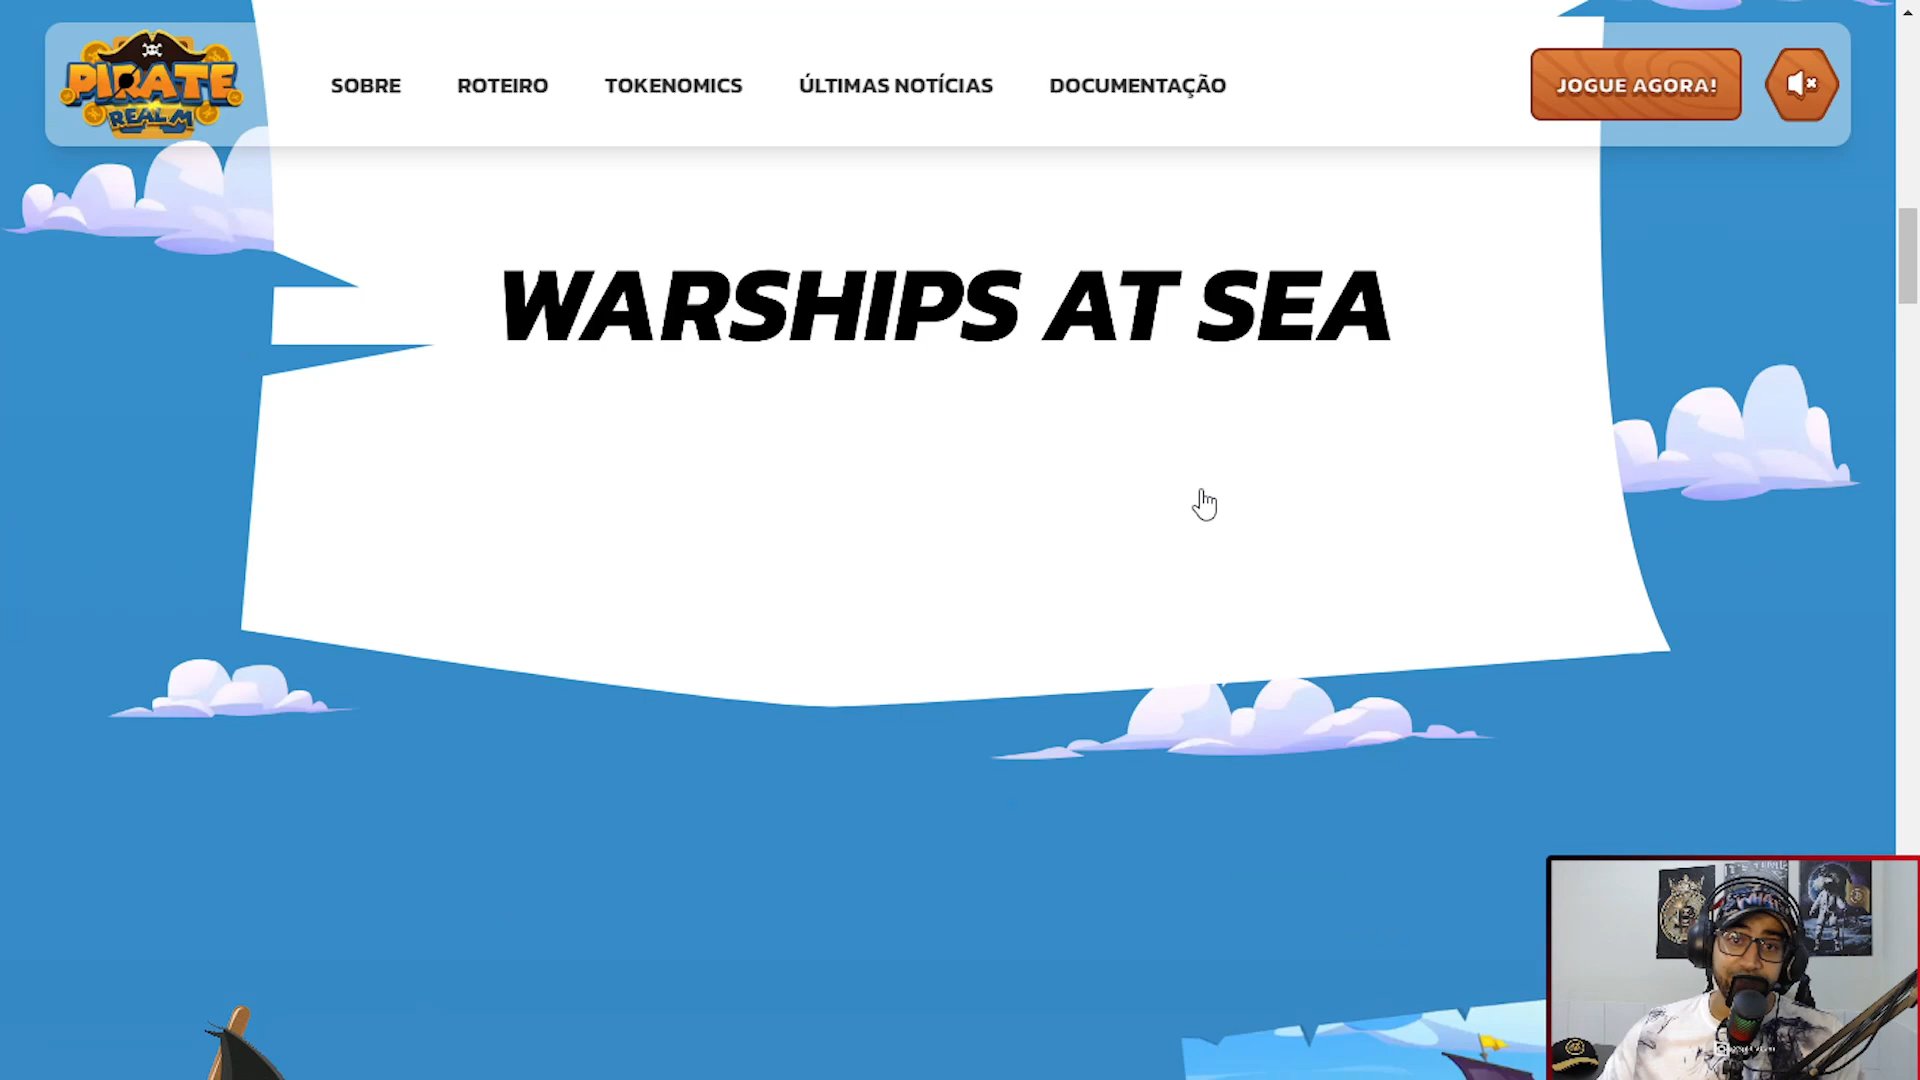 PIRATE
REALM
SOBRE
ROTEIRO
TOKENOMICS
ÚLTIMAS NOTÍCIAS
DOCUMENTAÇÃO
JOGUE AGORA!
WARSHIPS AT SEA